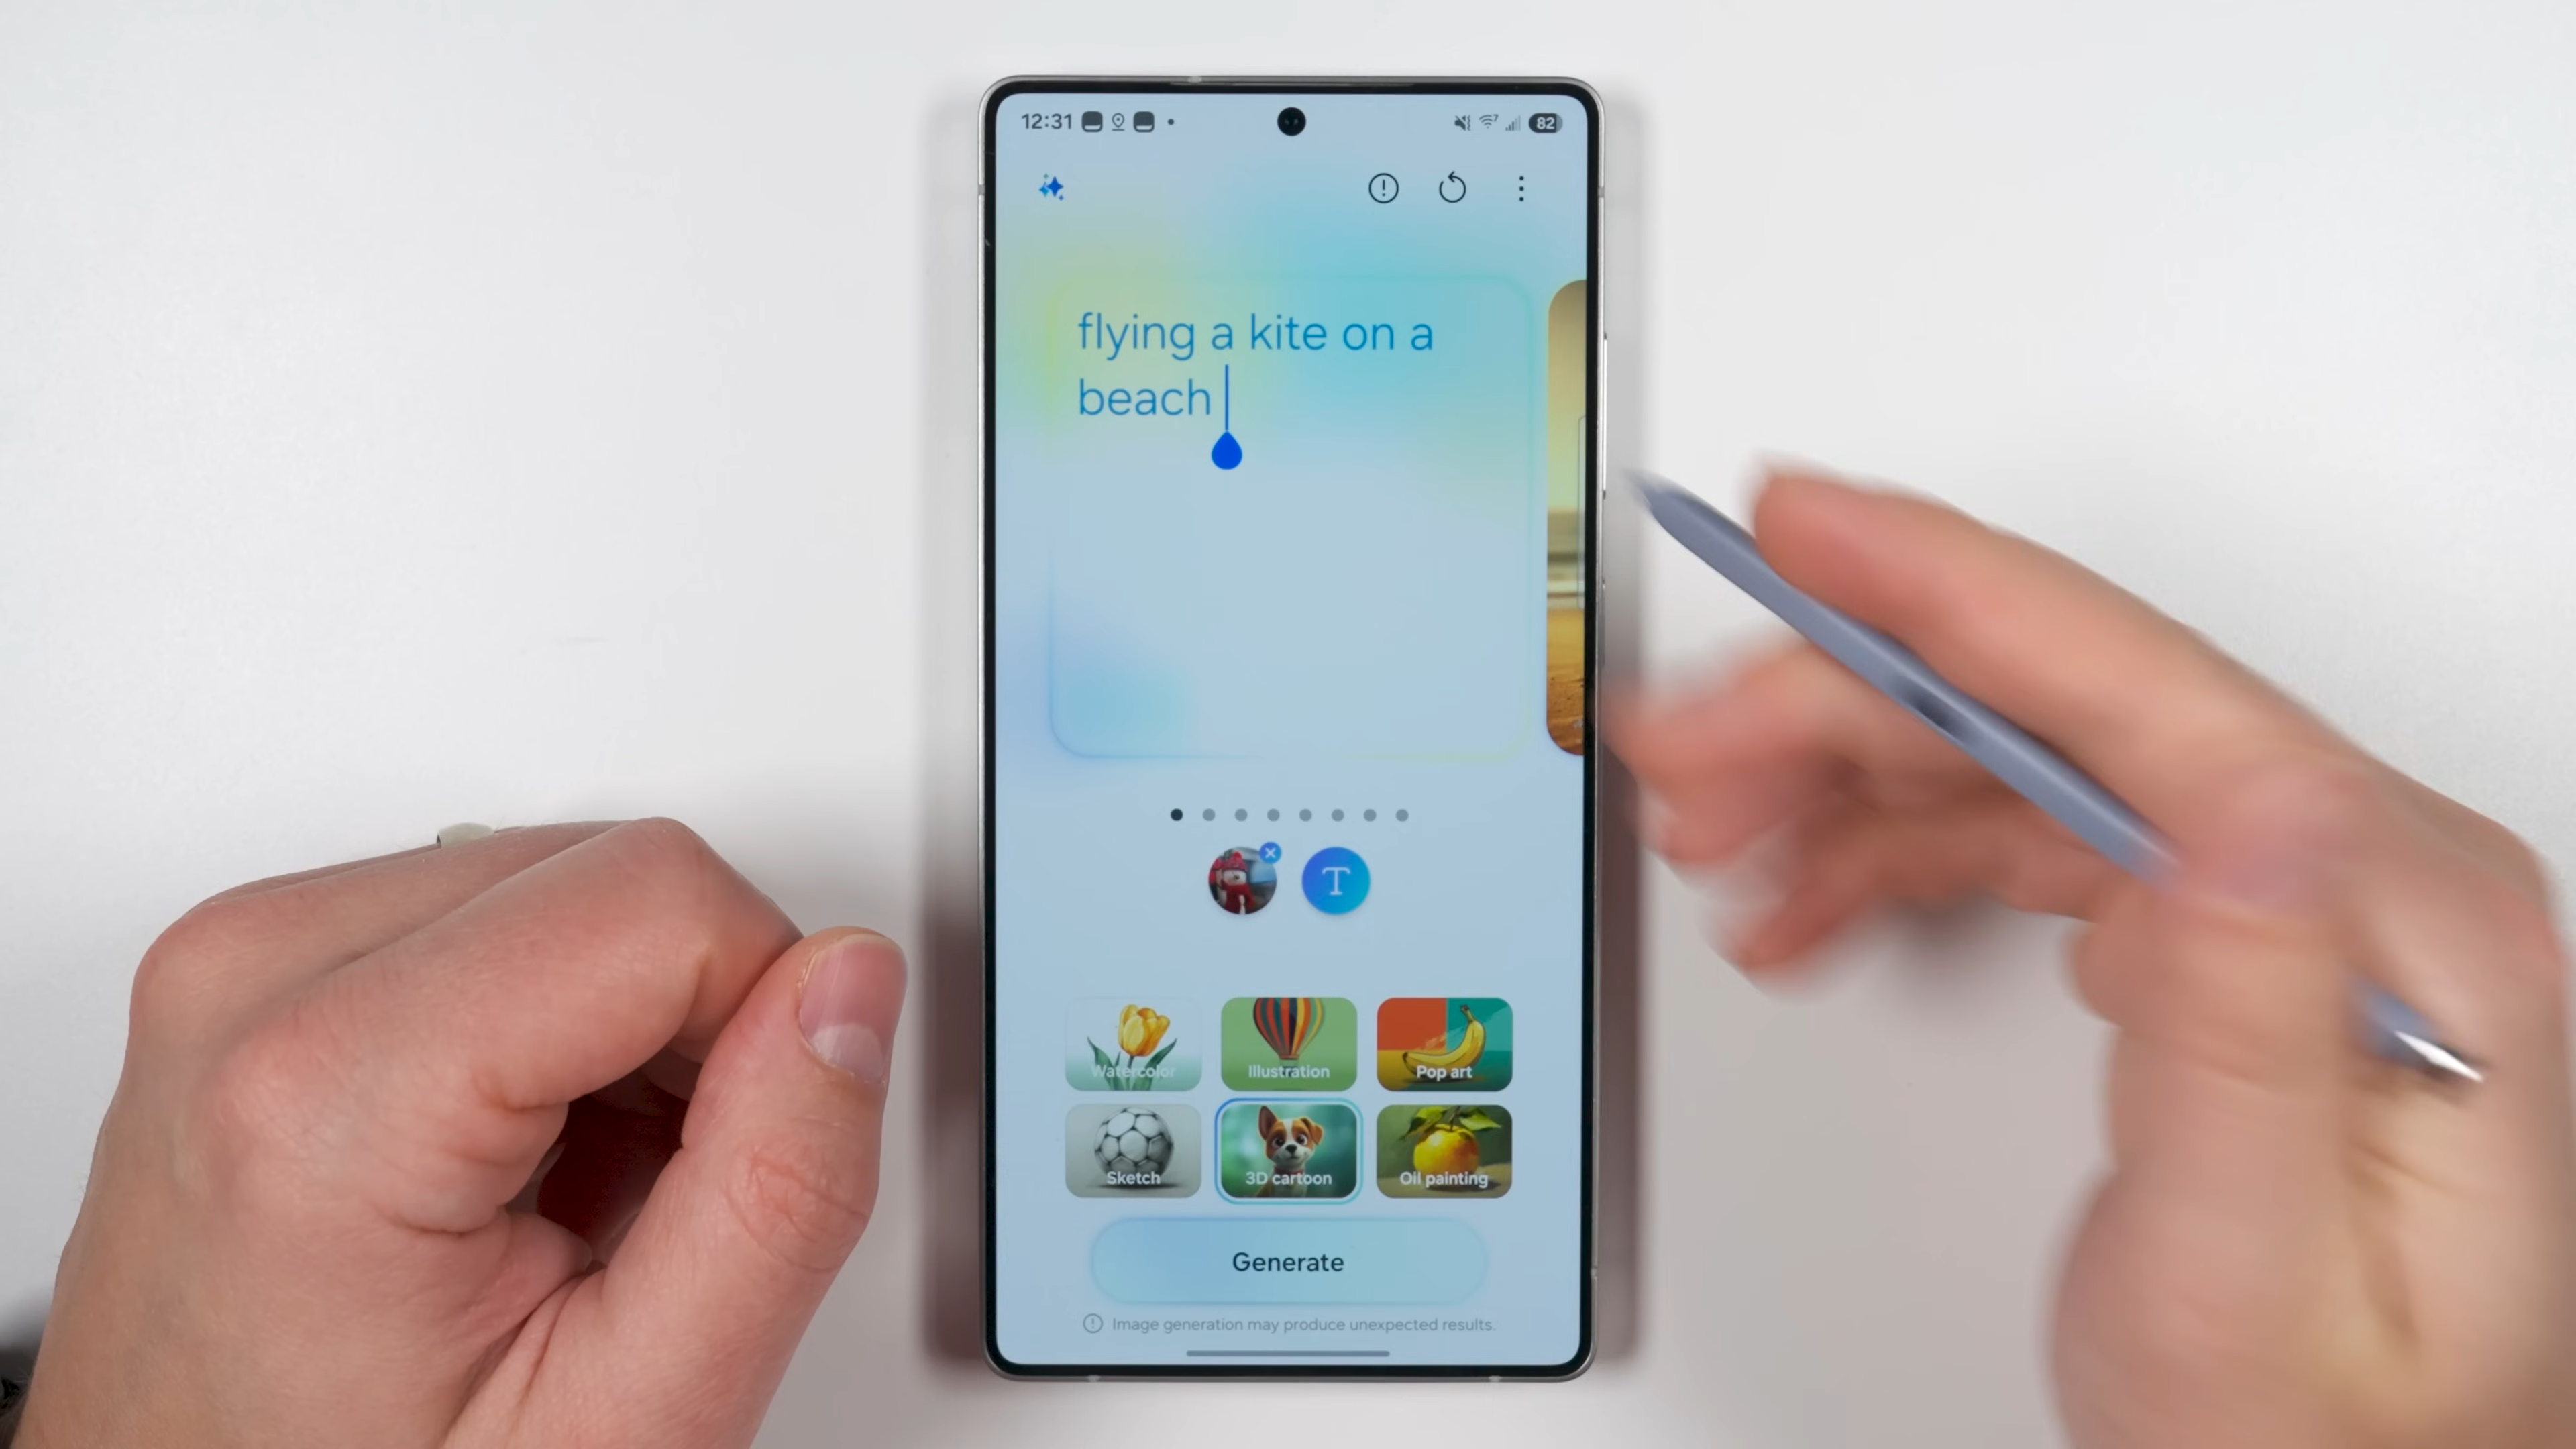 12:31
82
flying a kite on a
beach
T
Watercolor
Illustration
Pop art
Sketch
3D cartoon
Oil painting
Generate
Image generation may produce unexpected results.